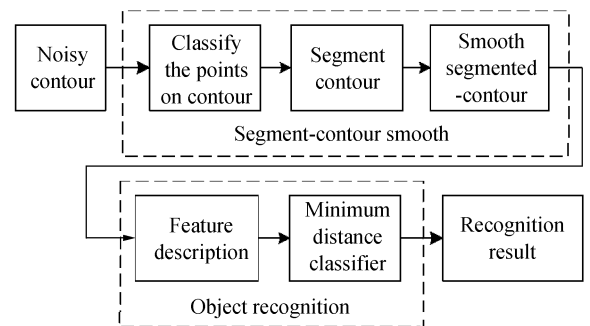 Noisy
contour
Classify
the points
on contour
Segment
contour
Smooth
segmented
-contour
Segment-contour smooth
Feature
description
Minimum
distance
classifier
Recognition
result
Object recognition